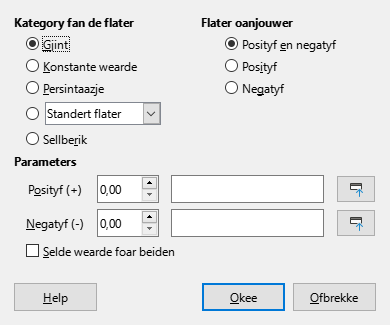 Kategory fan de flater
Gjint
Konstante wearde
Persintaazje
Standert flater
Sellberik
Flater oanjouwer
Posityf en negatyf
Posityf
Negatyf
Parameters
Posityf (+) 0,00
Negatyf (-) 0,00
Selde wearde foar beiden
Help Okee Ofbrekke